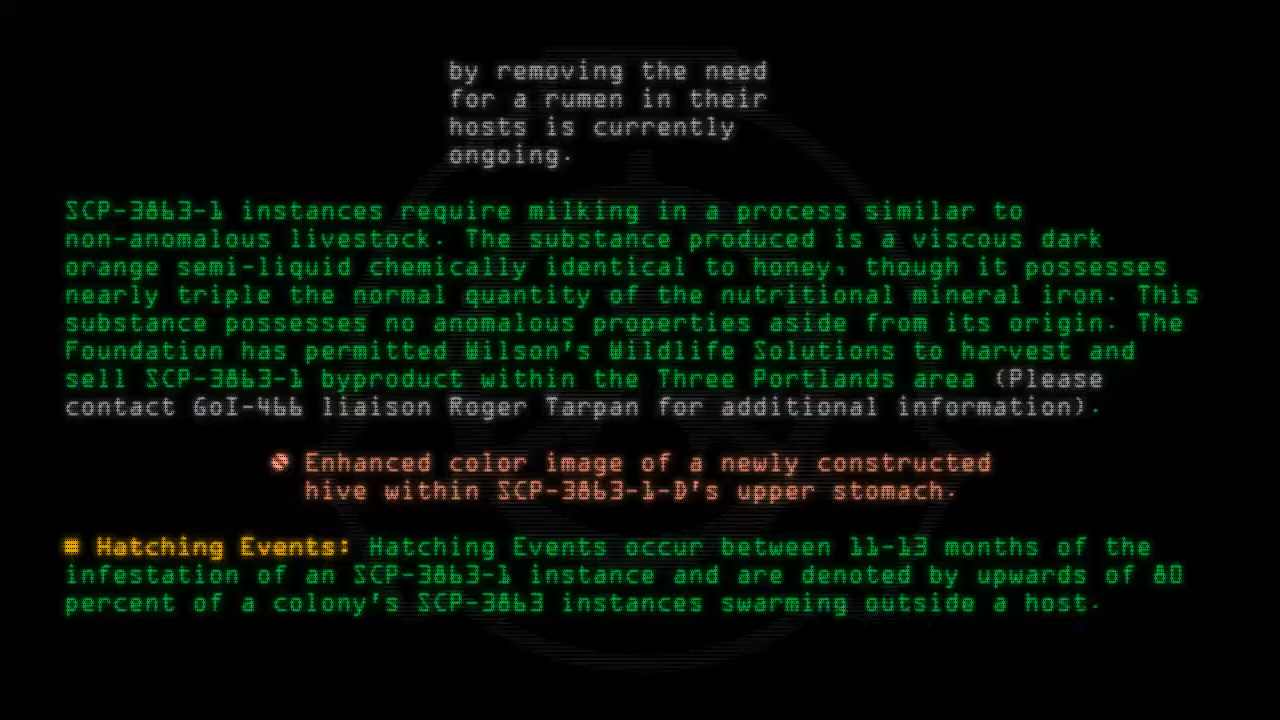 by removing the need
for a rumen in their
hosts is currently
ongoing.
SCP-3863-1 instances require milking in a process similar to
non-anomalous livestock. The substance produced is a viscous dark
orange semi-liquid chemically identical to honey, though it possesses
nearly triple the normal quantity of the nutritional mineral iron. This
substance possesses no anomalous properties aside from its origin. The
Foundation has permitted Wilson's Wildlife Solutions to harvest and
sell SCP-3863-1 byproduct within the Three Portlands area (Please
contact GoI-466 liaison Roger Tarpan for additional information).
● Enhanced color image of a newly constructed
hive within SCP-3863-1-D's upper stomach.
■ Hatching Events: Hatching Events occur between 11-13 months of the
infestation of an SCP-3863-1 instance and are denoted by upwards of 80
percent of a colony's SCP-3863 instances swarming outside a host.